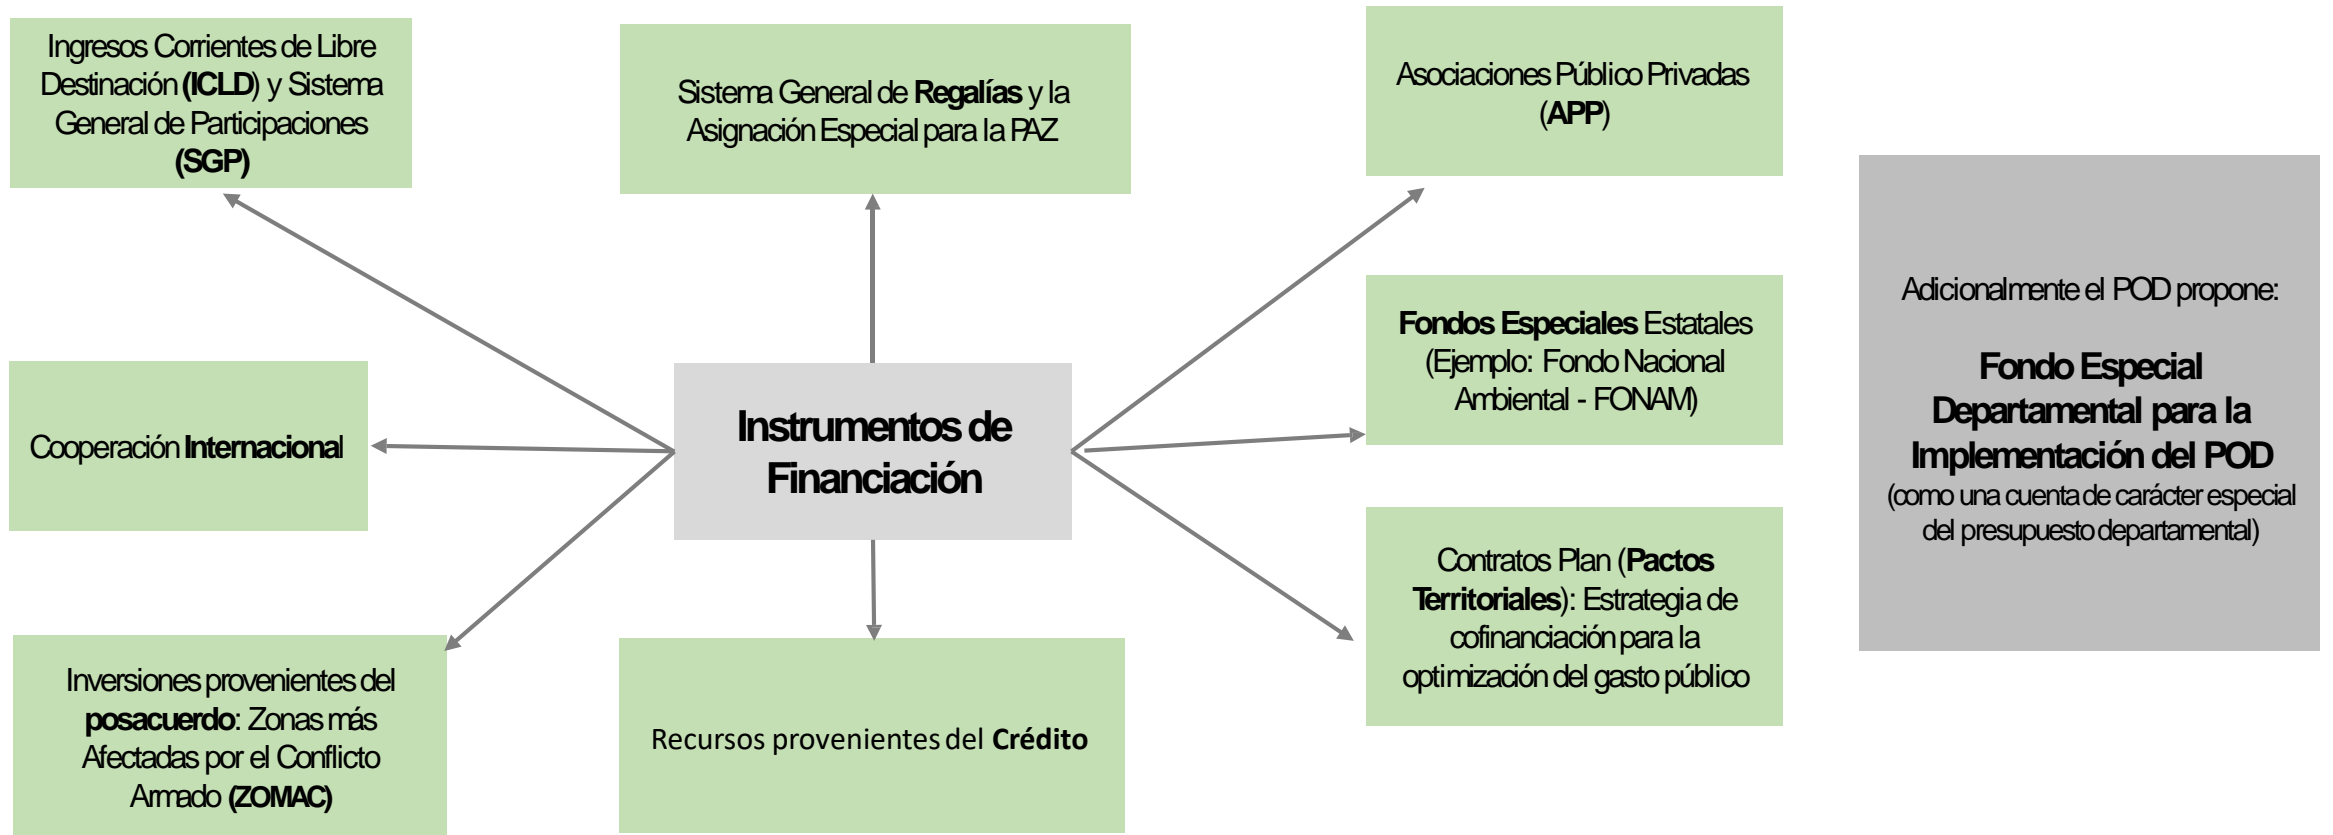 Ingresos Corrientes de Libre
Destinación (ICLD) y Sistema
General de Participaciones
(SGP)
Sistema General de Regalías y la
Asignación Especial para la PAZ
Asociaciones Público Privadas
(APP)
Fondos Especiales Estatales
(Ejemplo: Fondo Nacional
Ambiental - FONAM)
Adicionalmente el POD propone:
Fondo Especial
Departamental para la
Implementación del POD
(como una cuenta de carácter especial
del presupuesto departamental)
Instrumentos de
Financiación
Cooperación Internacional
Contratos Plan (Pactos
Territoriales): Estrategia de
cofinanciación para la
optimización del gasto público
Inversiones provenientes del
posacuerdo: Zonas más
Afectadas por el Conflicto
Armado (ZOMAC)
Recursos provenientes del Crédito